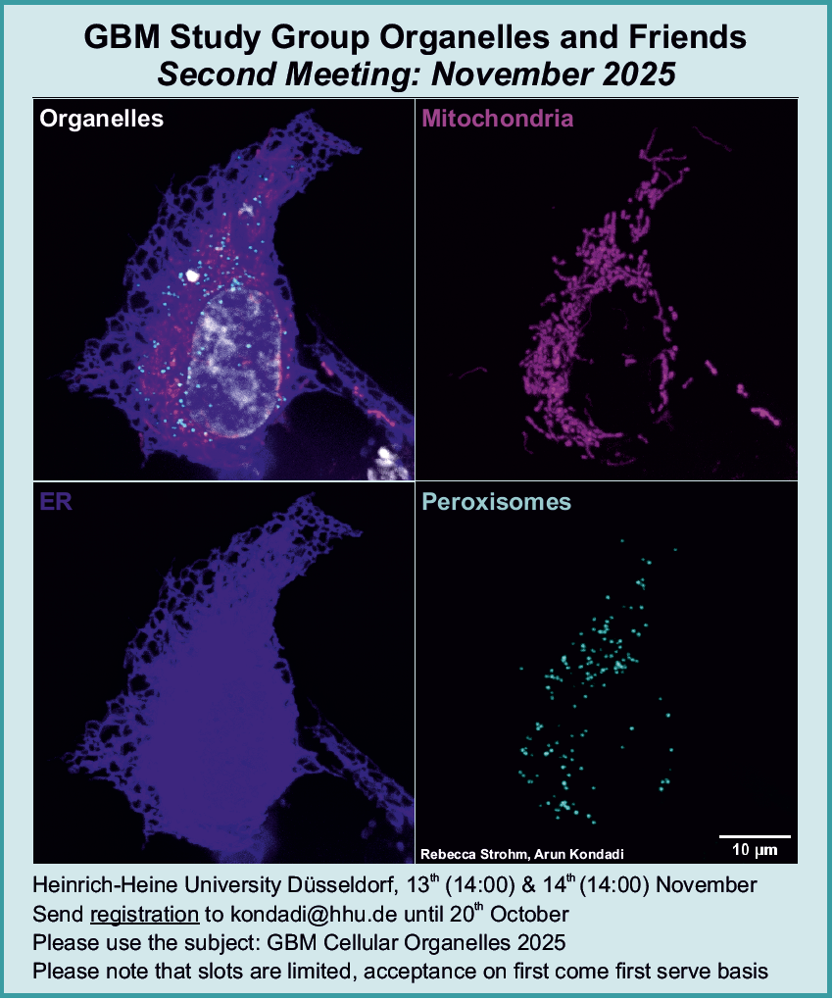 GBM Study Group Organelles and Friends
Second Meeting: November 2025
Organelles
Mitochondria
ER
Peroxisomes
Rebecca Strohm, Arun Kondadi
10 µm
Heinrich-Heine University Düsseldorf, 13th (14:00) & 14th (14:00) November
Send registration to kondadi@hhu.de until 20th October
Please use the subject: GBM Cellular Organelles 2025
Please note that slots are limited, acceptance on first come first serve basis